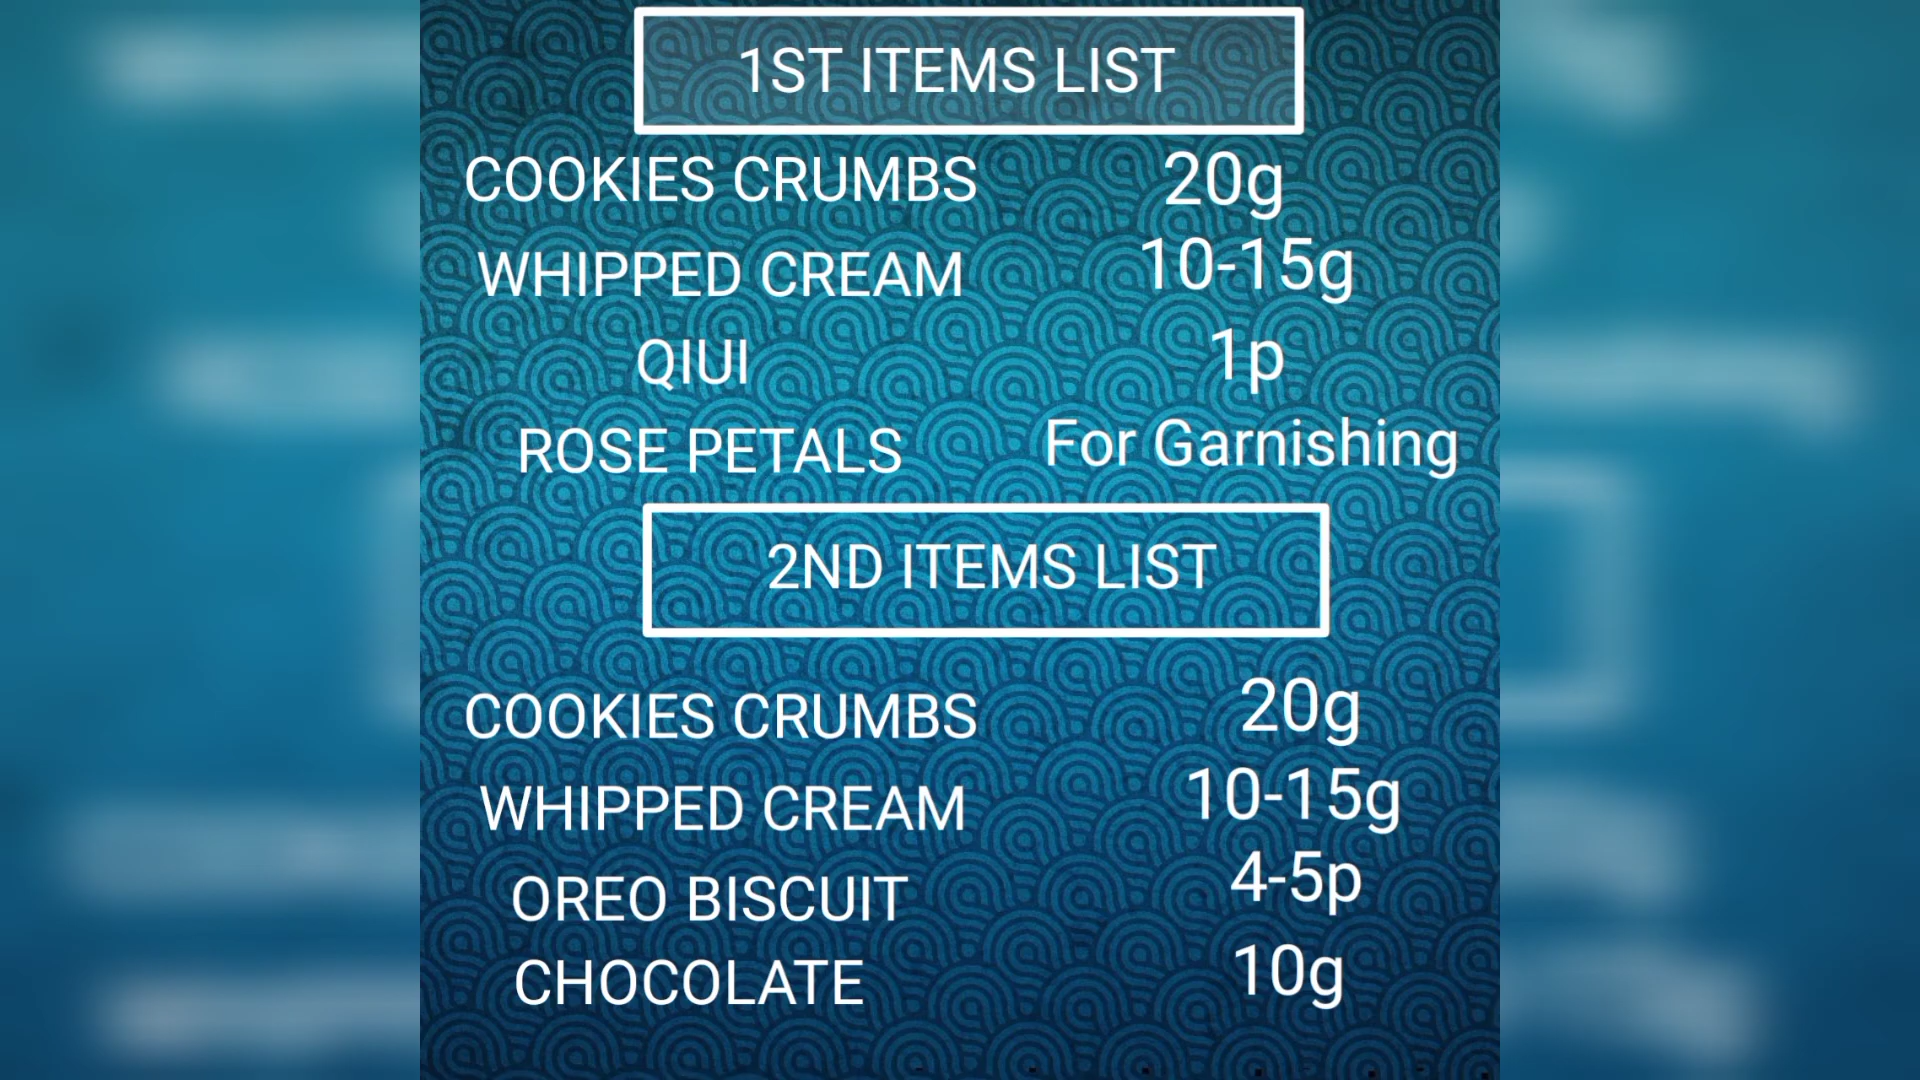 1ST ITEMS LIST
COOKIES CRUMBS 20g
WHIPPED CREAM 10-15g
QIUI 1p
ROSE PETALS For Garnishing
2ND ITEMS LIST
COOKIES CRUMBS 20g
WHIPPED CREAM 10-15g
OREO BISCUIT 4-5p
CHOCOLATE 10g